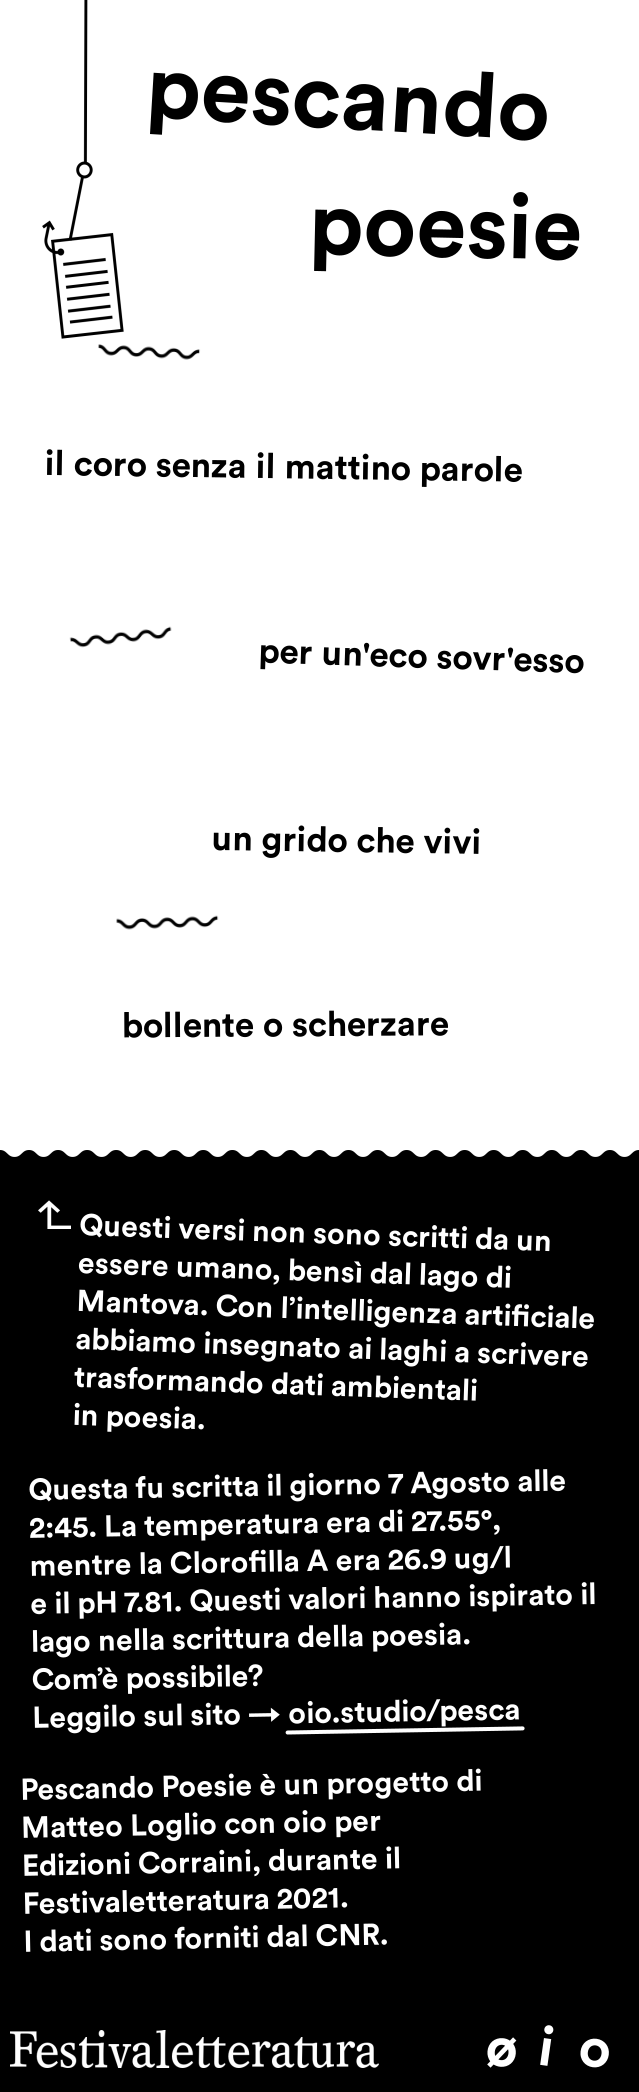 pescando
poesie
il coro senza il mattino parole
per un'eco sovr'esso
un grido che vivi
bollente o scherzare
Questi versi non sono scritti da un
essere umano, bensì dal lago di
Mantova. Con l’intelligenza artificiale
abbiamo insegnato ai laghi a scrivere
trasformando dati ambientali
in poesia.
Questa fu scritta il giorno 7 Agosto alle
2:45. La temperatura era di 27.55°,
mentre la Clorofilla A era 26.9 ug/l
e il pH 7.81. Questi valori hanno ispirato il
lago nella scrittura della poesia.
Com’è possibile?
Leggilo sul sito → oio.studio/pesca
Pescando Poesie è un progetto di
Matteo Loglio con oio per
Edizioni Corraini, durante il
Festivaletteratura 2021.
I dati sono forniti dal CNR.
Festivaletteratura ø i o